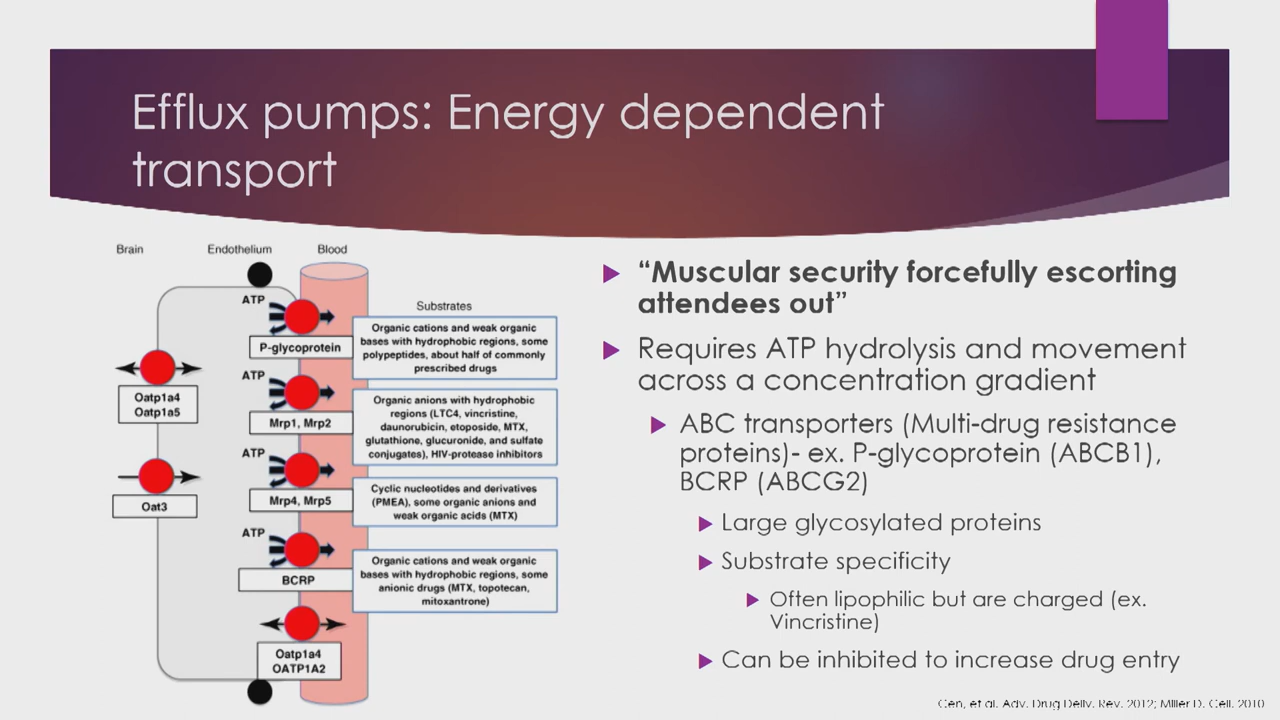 Efflux pumps: Energy dependent
transport
Brain
Endothelium
Blood
ATP
P-glycoprotein
ATP
Mrp1, Mrp2
ATP
Mrp4, Mrp5
ATP
BCRP
Oatp1a4
OATP1A2
Oatp1a4
Oatp1a5
Oat3
Substrates
Organic cations and weak organic
bases with hydrophobic regions, some
polypeptides, about half of commonly
prescribed drugs
Organic anions with hydrophobic
regions (LTC4, vincristine,
daunorubicin, etoposide, MTX,
glutathione, glucuronide, and sulfate
conjugates), HIV-protease inhibitors
Cyclic nucleotides and derivatives
(PMEA), some organic anions and
weak organic acids (MTX)
Organic cations and weak organic
bases with hydrophobic regions, some
anionic drugs (MTX, topotecan,
mitoxantrone)
“Muscular security forcefully escorting
attendees out”
Requires ATP hydrolysis and movement
across a concentration gradient
ABC transporters (Multi-drug resistance
proteins)- ex. P-glycoprotein (ABCB1),
BCRP (ABCG2)
Large glycosylated proteins
Substrate specificity
Often lipophilic but are charged (ex.
Vincristine)
Can be inhibited to increase drug entry
Cen, et al. Adv. Drug Deliv. Rev. 2012; Miller D. Cell. 2010